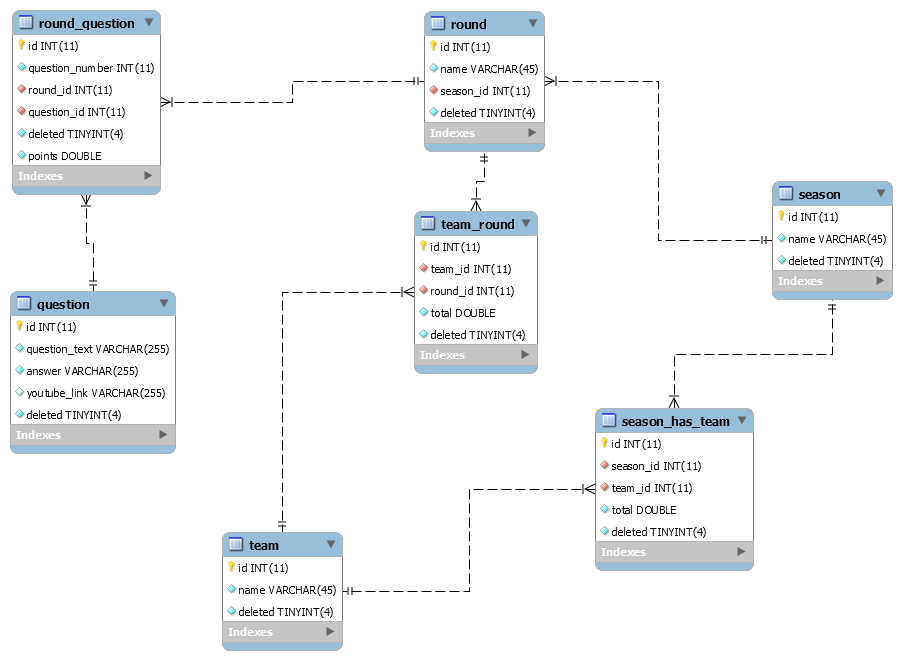 round_question
id INT(11)
question_number INT(11)
round_id INT(11)
question_id INT(11)
deleted TINYINT(4)
points DOUBLE
Indexes
round
id INT(11)
name VARCHAR(45)
season_id INT(11)
deleted TINYINT(4)
Indexes
season
id INT(11)
name VARCHAR(45)
deleted TINYINT(4)
Indexes
team_round
id INT(11)
team_id INT(11)
round_id INT(11)
total DOUBLE
deleted TINYINT(4)
Indexes
question
id INT(11)
question_text VARCHAR(255)
answer VARCHAR(255)
youtube_link VARCHAR(255)
deleted TINYINT(4)
Indexes
season_has_team
id INT(11)
season_id INT(11)
team_id INT(11)
total DOUBLE
deleted TINYINT(4)
Indexes
team
id INT(11)
name VARCHAR(45)
deleted TINYINT(4)
Indexes